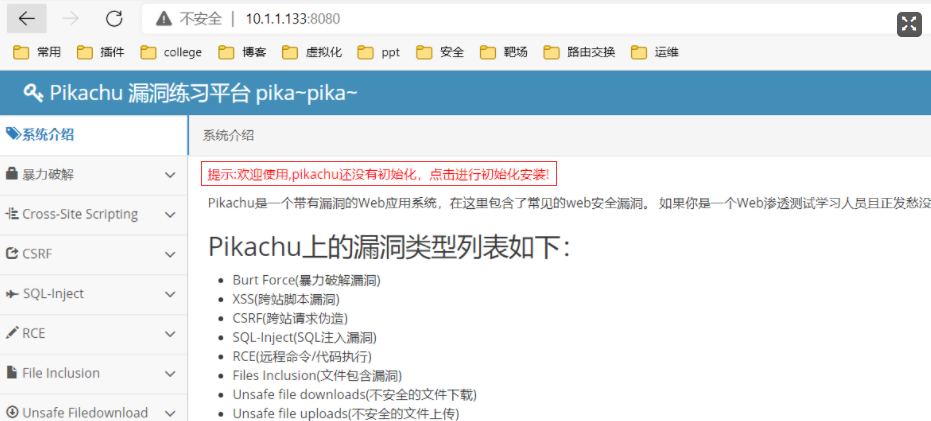 不安全 | 10.1.1.133:8080
常用 插件 college 博客 虚拟化 ppt 安全 靶场 路由交换 运维
Pikachu 漏洞练习平台 pika~pika~
系统介绍
暴力破解
Cross-Site Scripting
CSRF
SQL-Inject
RCE
File Inclusion
Unsafe Filedownload
系统介绍
提示:欢迎使用,pikachu还没有初始化，点击进行初始化安装!
Pikachu是一个带有漏洞的Web应用系统，在这里包含了常见的web安全漏洞。 如果你是一个Web渗透测试学习人员且正发愁没
Pikachu上的漏洞类型列表如下：
Burt Force(暴力破解漏洞)
XSS(跨站脚本漏洞)
CSRF(跨站请求伪造)
SQL-Inject(SQL注入漏洞)
RCE(远程命令/代码执行)
Files Inclusion(文件包含漏洞)
Unsafe file downloads(不安全的文件下载)
Unsafe file uploads(不安全的文件上传)